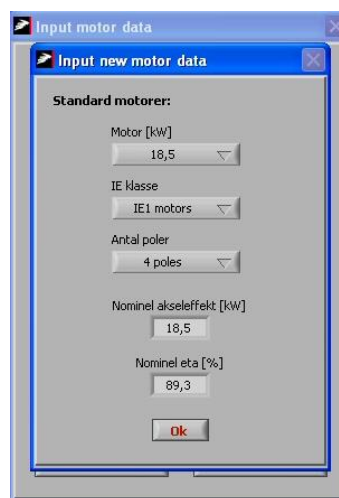 Input motor data
Input new motor data
Standard motorer:
Motor [kW]
18,5
IE klasse
IE1 motors
Antal poler
4 poles
Nominel akseleffekt [kW]
18,5
Nominel eta [%]
89,3
Ok